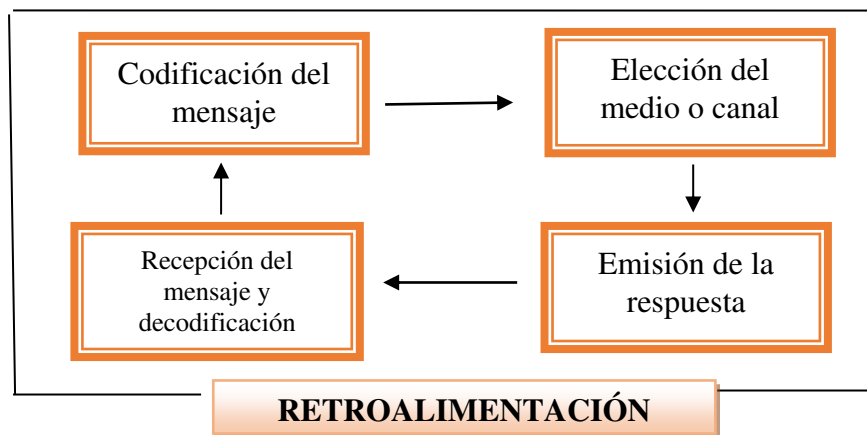 Codificación del
mensaje
Elección del
medio o canal
Recepción del
mensaje y
decodificación
Emisión de la
respuesta
RETROALIMENTACIÓN